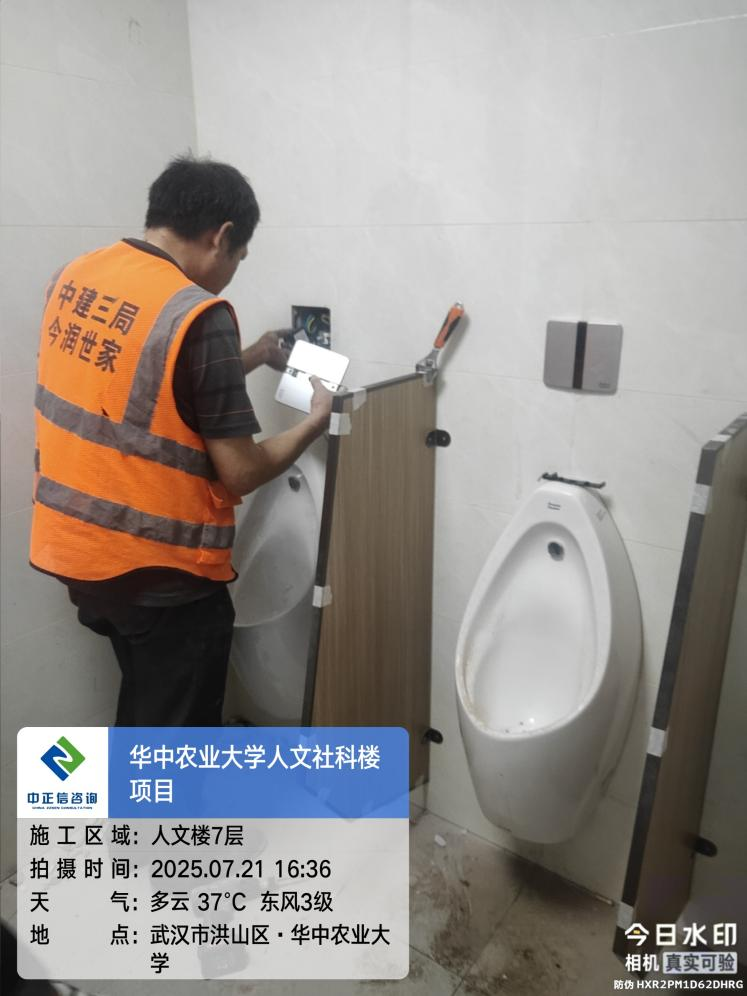 中建三局
今润世家
中正信咨询
CHINA ZENXIN CONSULTATION
华中农业大学人文社科楼
项目
施工区域：人文楼7层
拍摄时间：2025.07.21 16:36
天气：多云 37℃ 东风3级
地点：武汉市洪山区·华中农业大
学
今日水印
相机 真实可验
防伪 HXR2PM1D62DHRG